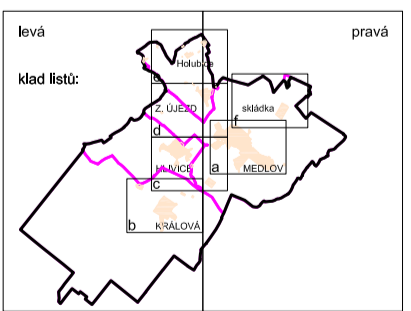 levá
pravá
klad listů:
Holubice
e
Z. ÚJEZD
skládka
f
d
HLIVICE
a
MEDLOV
c
b
KRÁLOVÁ